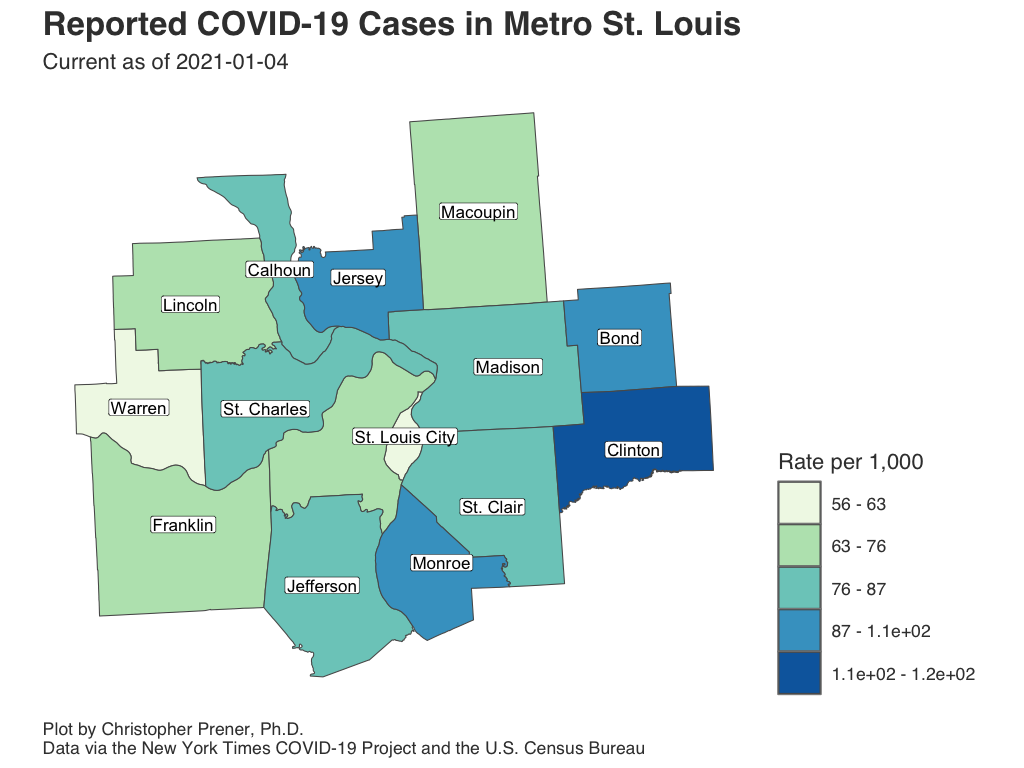 Reported COVID-19 Cases in Metro St. Louis
Current as of 2021-01-04
Macoupin
Calhoun
Jersey
Lincoln
Bond
Madison
Warren
St. Charles
St. Louis City
Clinton
St. Clair
Franklin
Monroe
Jefferson
Rate per 1,000
56 - 63
63 - 76
76 - 87
87 - 1.1e+02
1.1e+02 - 1.2e+02
Plot by Christopher Prener, Ph.D.
Data via the New York Times COVID-19 Project and the U.S. Census Bureau